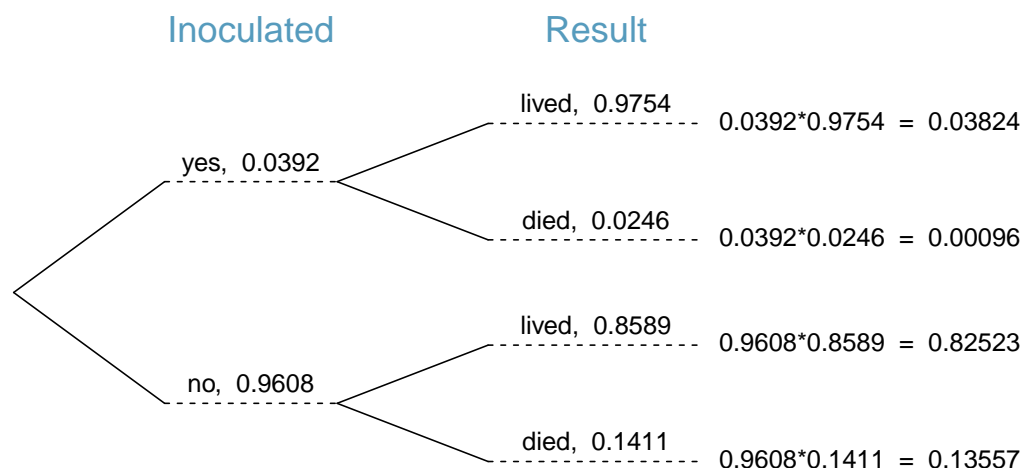 Inoculated Result
lived, 0.9754 0.0392*0.9754 = 0.03824
yes, 0.0392
died, 0.0246 0.0392*0.0246 = 0.00096
lived, 0.8589 0.9608*0.8589 = 0.82523
no, 0.9608
died, 0.1411 0.9608*0.1411 = 0.13557